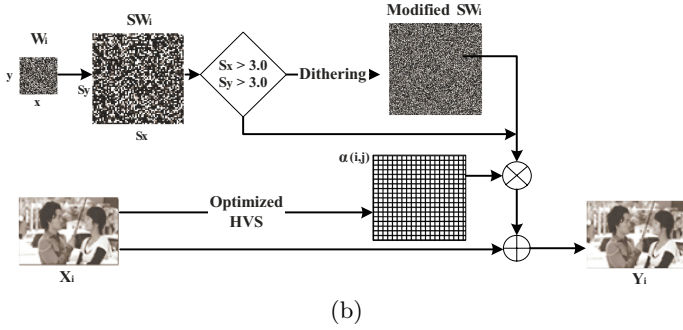 Wi
SWi
Modified SWi
y
x
Sy
Sx
Sx > 3.0
Sy > 3.0
Dithering
α (i,j)
Optimized
HVS
Xi
Yi
(b)